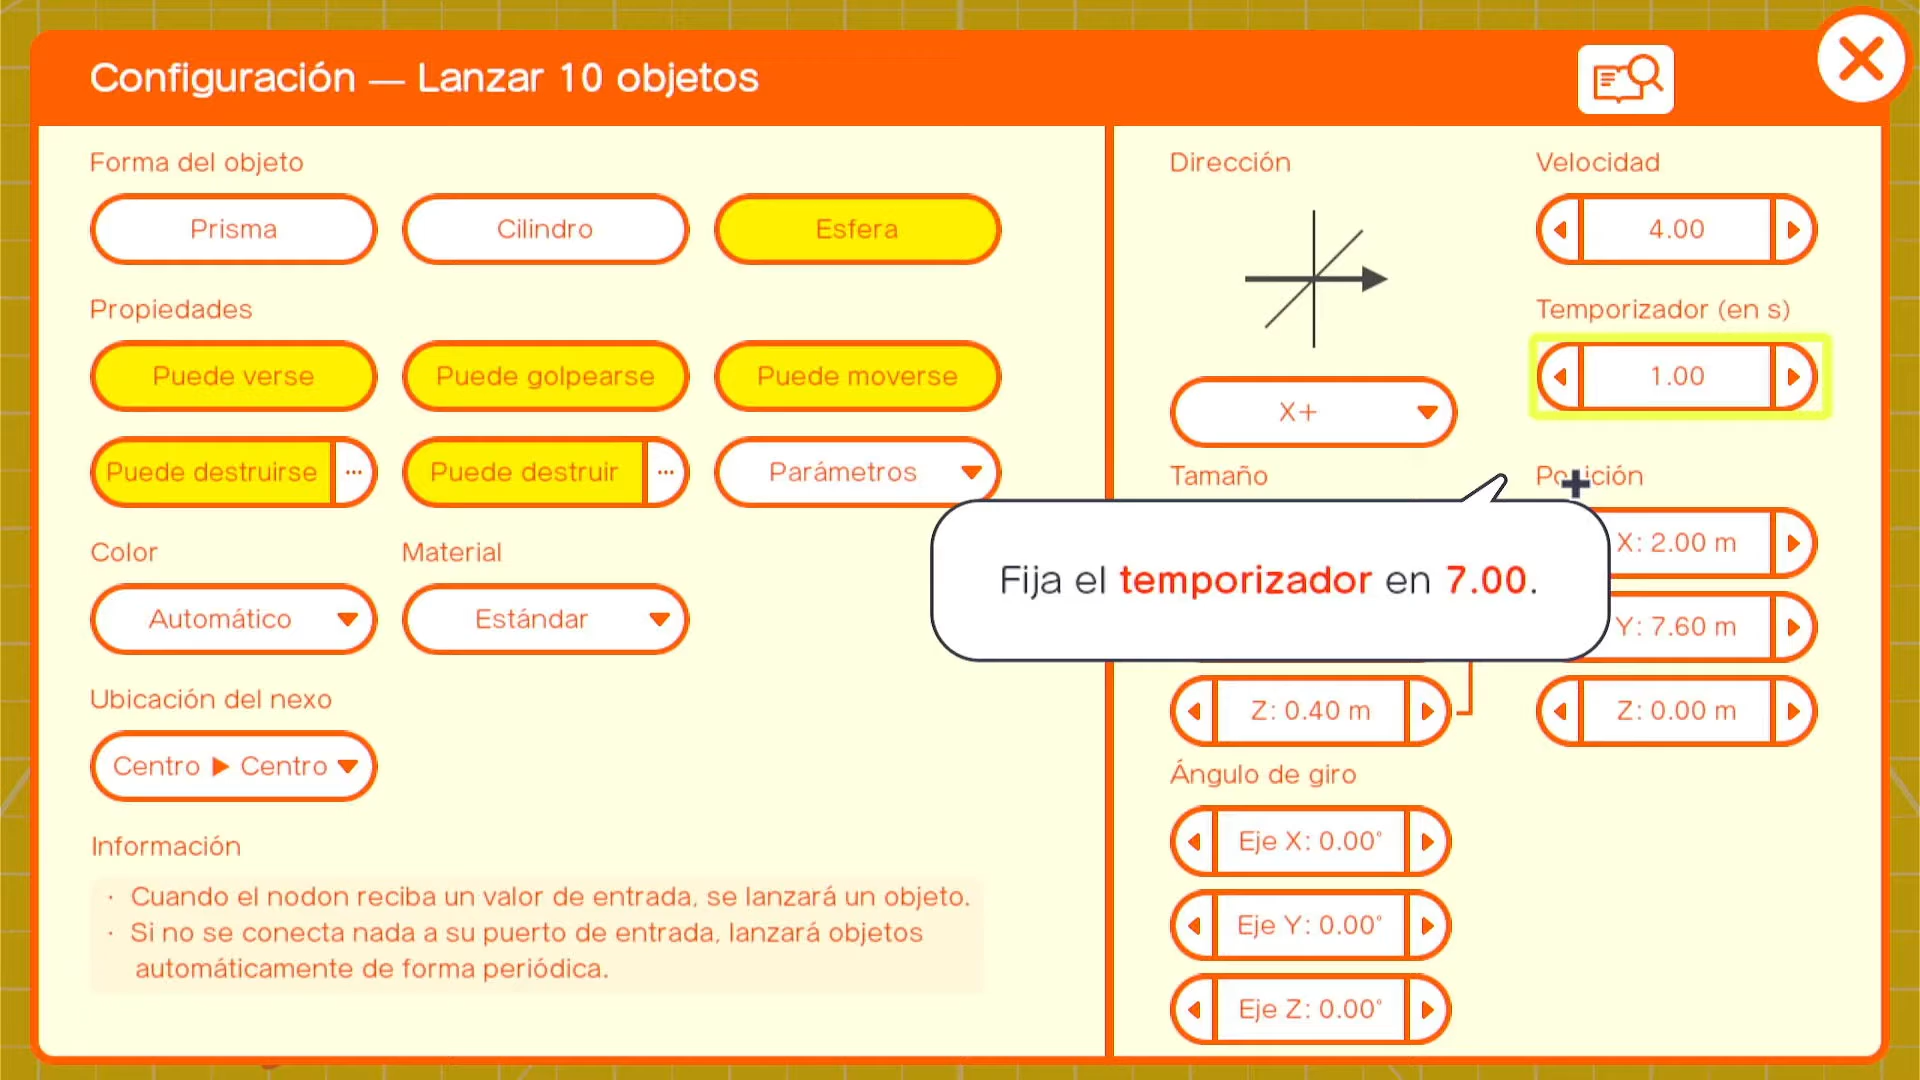 Configuración — Lanzar 10 objetos
Forma del objeto
Prisma
Cilindro
Esfera
Propiedades
Puede verse
Puede golpearse
Puede moverse
Puede destruirse
...
Puede destruir
...
Parámetros
Color
Material
Automático
Estándar
Ubicación del nexo
Centro ▶ Centro
Información
· Cuando el nodon reciba un valor de entrada, se lanzará un objeto.
· Si no se conecta nada a su puerto de entrada, lanzará objetos
automáticamente de forma periódica.
Dirección
X+
Velocidad
4.00
Temporizador (en s)
1.00
Tamaño
Z: 0.40 m
Posición
X: 2.00 m
Y: 7.60 m
Z: 0.00 m
Fija el temporizador en 7.00.
Ángulo de giro
Eje X: 0.00°
Eje Y: 0.00°
Eje Z: 0.00°